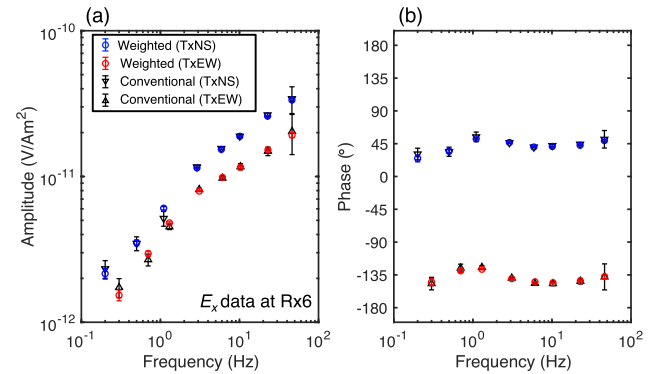 (a)
10^-10
10^-11
10^-12
Amplitude (V/Am^2)
Weighted (TxNS)
Weighted (TxEW)
Conventional (TxNS)
Conventional (TxEW)
E_x data at Rx6
10^-1
10^0
10^1
10^2
Frequency (Hz)
(b)
180
135
90
45
0
-45
-90
-135
-180
Phase (°)
10^-1
10^0
10^1
10^2
Frequency (Hz)